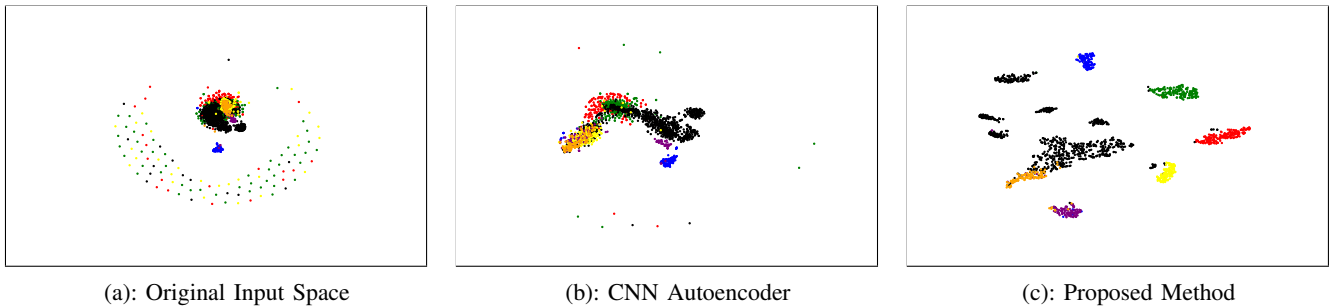 (a): Original Input Space
(b): CNN Autoencoder
(c): Proposed Method